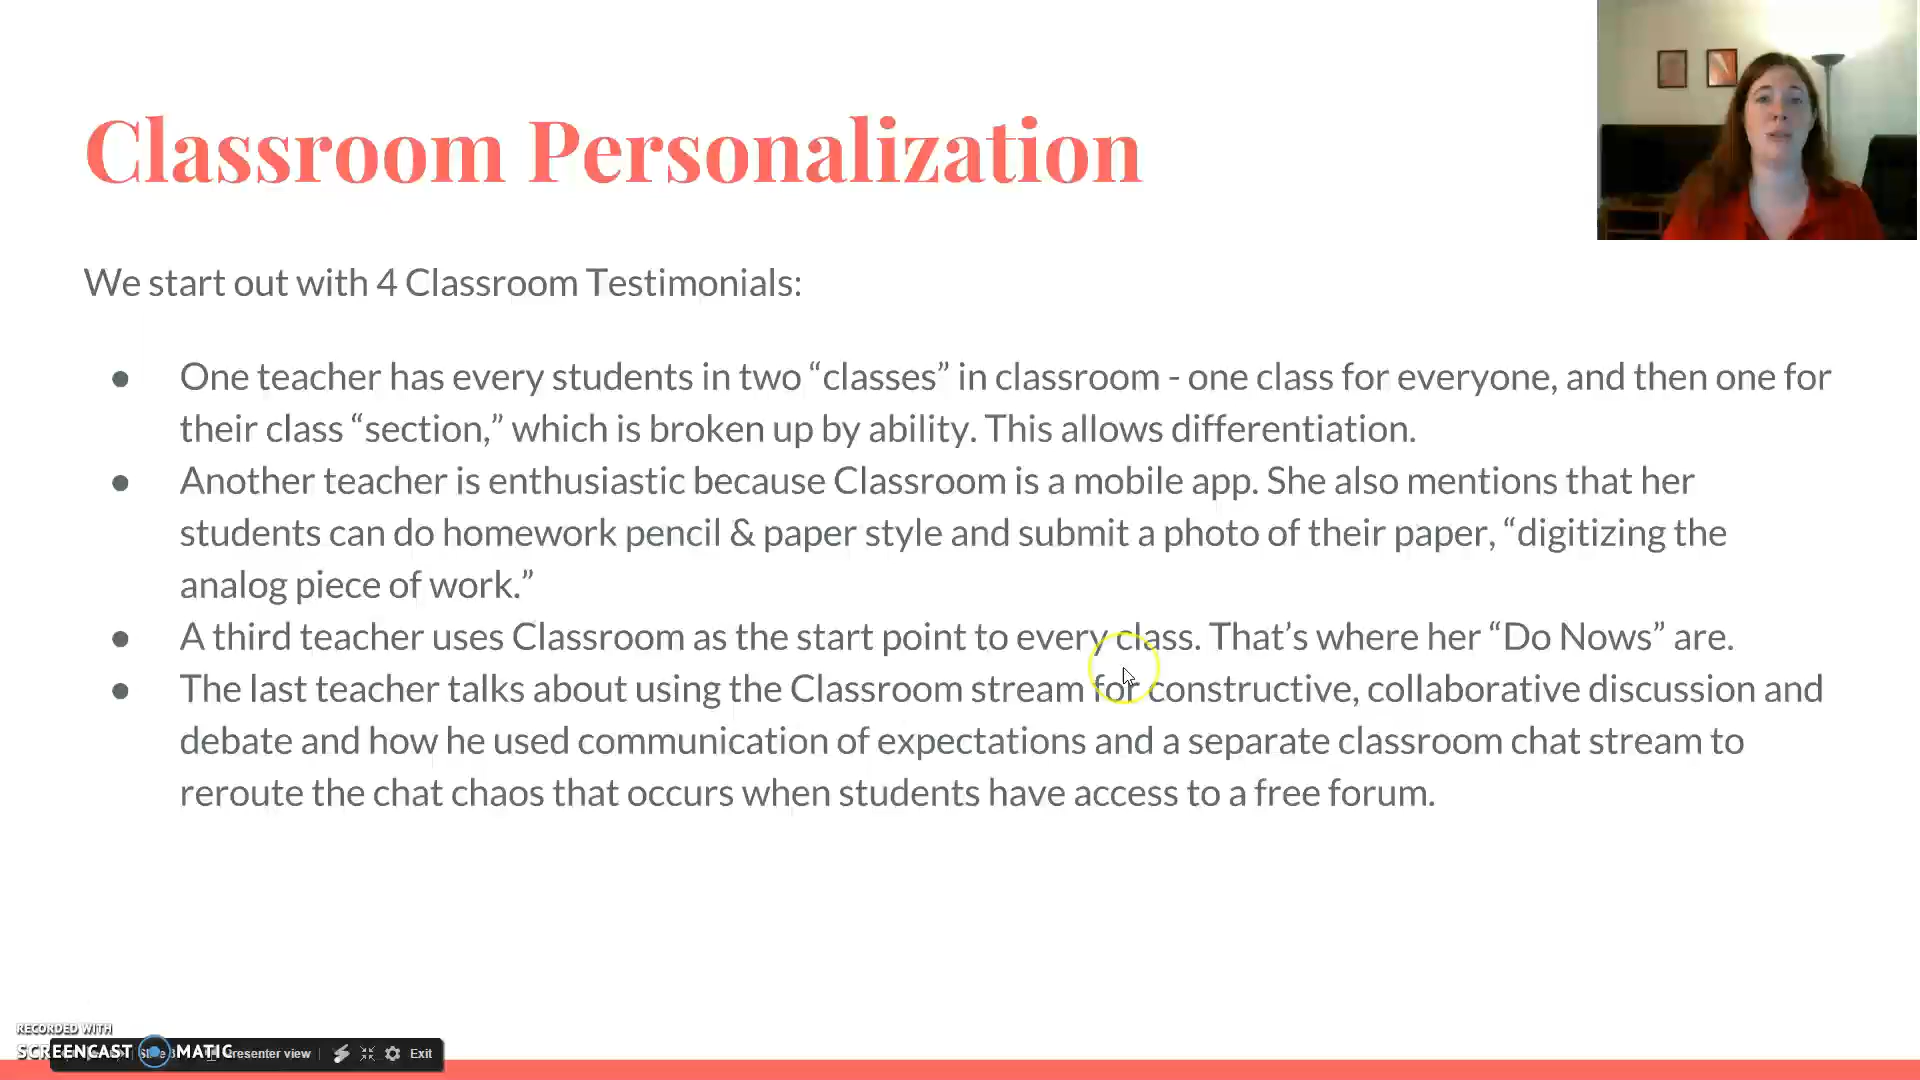 Classroom Personalization
We start out with 4 Classroom Testimonials:
● One teacher has every students in two “classes” in classroom - one class for everyone, and then one for
their class “section,” which is broken up by ability. This allows differentiation.
● Another teacher is enthusiastic because Classroom is a mobile app. She also mentions that her
students can do homework pencil & paper style and submit a photo of their paper, “digitizing the
analog piece of work.”
● A third teacher uses Classroom as the start point to every class. That’s where her “Do Nows” are.
● The last teacher talks about using the Classroom stream for constructive, collaborative discussion and
debate and how he used communication of expectations and a separate classroom chat stream to
reroute the chat chaos that occurs when students have access to a free forum.
RECORDED WITH
SCREENCAST MATIC
Presenter view Exit